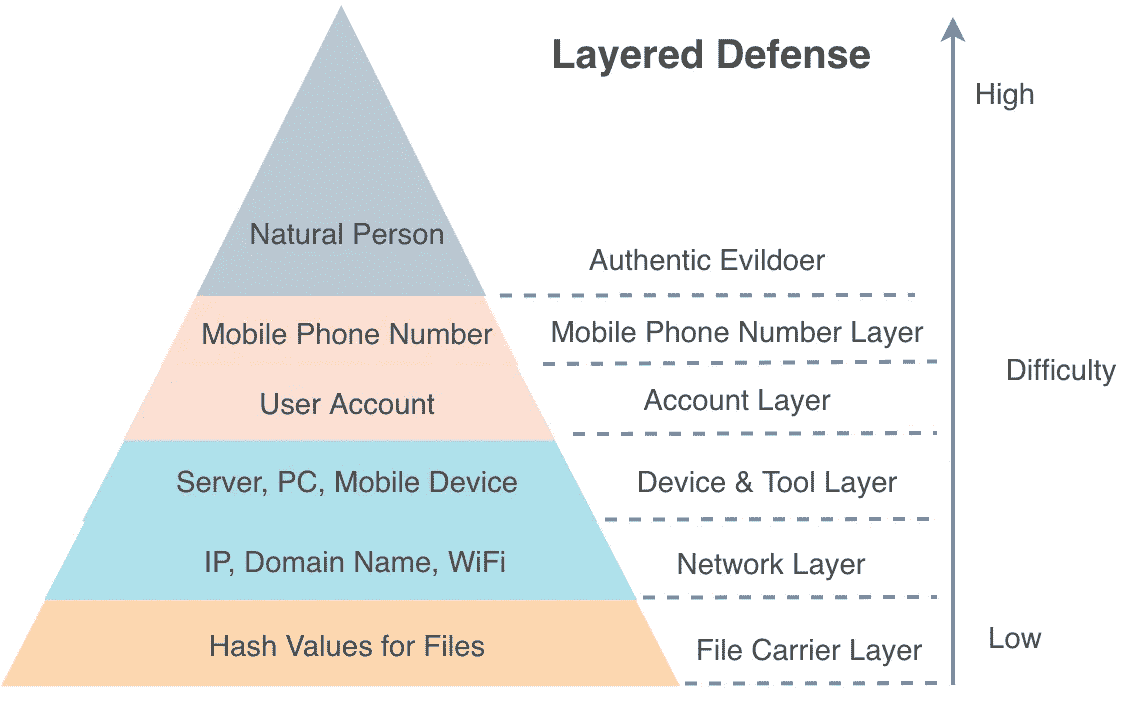 Layered Defense
High
Natural Person
Authentic Evildoer
Mobile Phone Number
Mobile Phone Number Layer
Difficulty
User Account
Account Layer
Server, PC, Mobile Device
Device & Tool Layer
IP, Domain Name, WiFi
Network Layer
Hash Values for Files
File Carrier Layer
Low